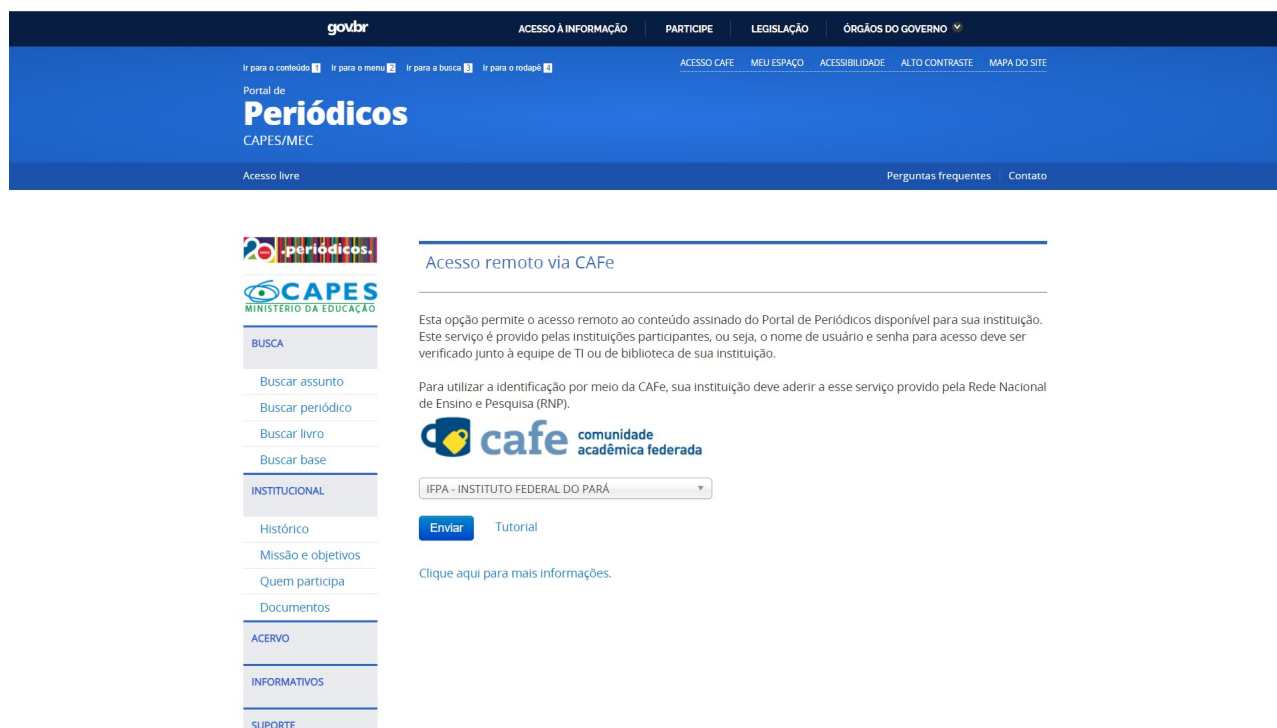 gov.br
ACESSO À INFORMAÇÃO
PARTICIPE
LEGISLAÇÃO
ÓRGÃOS DO GOVERNO
Ir para o conteúdo 1 Ir para o menu 2 Ir para a busca 3 Ir para o rodapé 4
ACESSO CAFE
MEU ESPAÇO
ACESSIBILIDADE
ALTO CONTRASTE
MAPA DO SITE
Portal de
Periódicos
CAPES/MEC
Acesso livre
Perguntas frequentes
Contato
20 .periódicos.
CAPES
MINISTÉRIO DA EDUCAÇÃO
BUSCA
Buscar assunto
Buscar periódico
Buscar livro
Buscar base
INSTITUCIONAL
Histórico
Missão e objetivos
Quem participa
Documentos
ACERVO
INFORMATIVOS
SUPORTE
Acesso remoto via CAFe
Esta opção permite o acesso remoto ao conteúdo assinado do Portal de Periódicos disponível para sua instituição.
Este serviço é provido pelas instituições participantes, ou seja, o nome de usuário e senha para acesso deve ser
verificado junto à equipe de TI ou de biblioteca de sua instituição.
Para utilizar a identificação por meio da CAFe, sua instituição deve aderir a esse serviço provido pela Rede Nacional
de Ensino e Pesquisa (RNP).
cafe comunidade
acadêmica federada
IFPA - INSTITUTO FEDERAL DO PARÁ
Enviar
Tutorial
Clique aqui para mais informações.